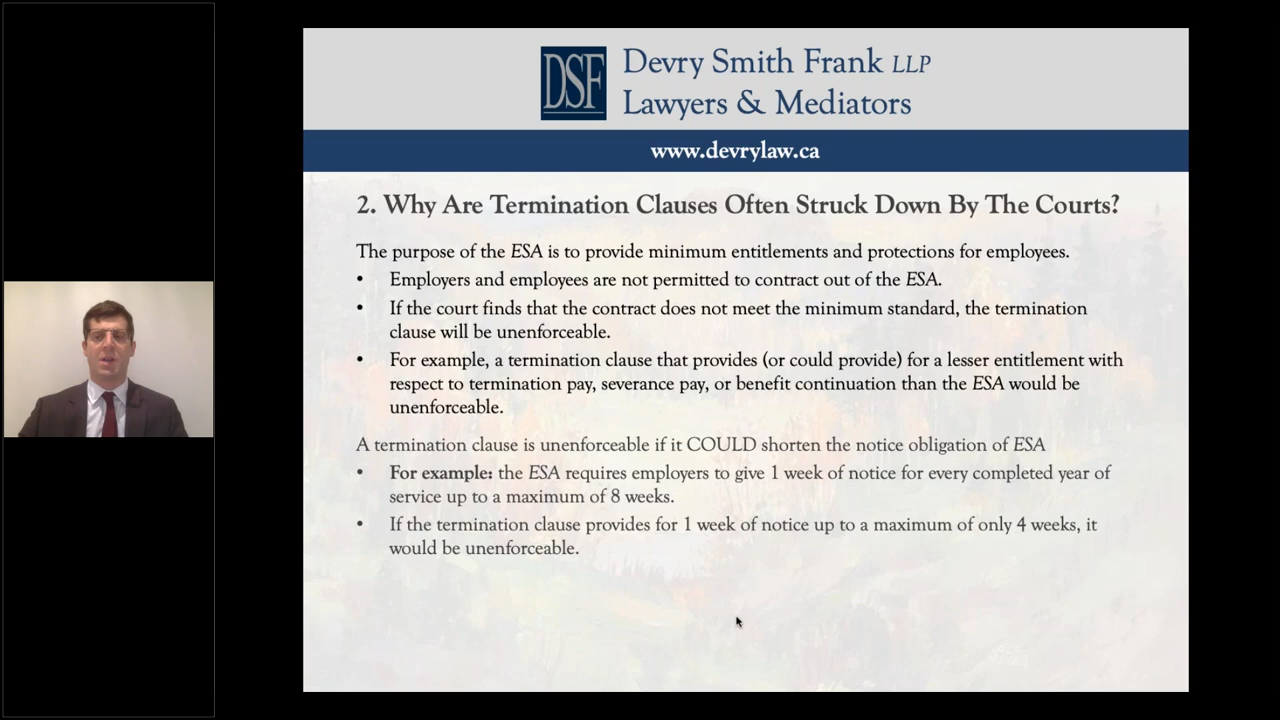 DSF
Devry Smith Frank LLP
Lawyers & Mediators
www.devrylaw.ca
2. Why Are Termination Clauses Often Struck Down By The Courts?
The purpose of the ESA is to provide minimum entitlements and protections for employees.
• Employers and employees are not permitted to contract out of the ESA.
• If the court finds that the contract does not meet the minimum standard, the termination
clause will be unenforceable.
• For example, a termination clause that provides (or could provide) for a lesser entitlement with
respect to termination pay, severance pay, or benefit continuation than the ESA would be
unenforceable.
A termination clause is unenforceable if it COULD shorten the notice obligation of ESA
• For example: the ESA requires employers to give 1 week of notice for every completed year of
service up to a maximum of 8 weeks.
• If the termination clause provides for 1 week of notice up to a maximum of only 4 weeks, it
would be unenforceable.